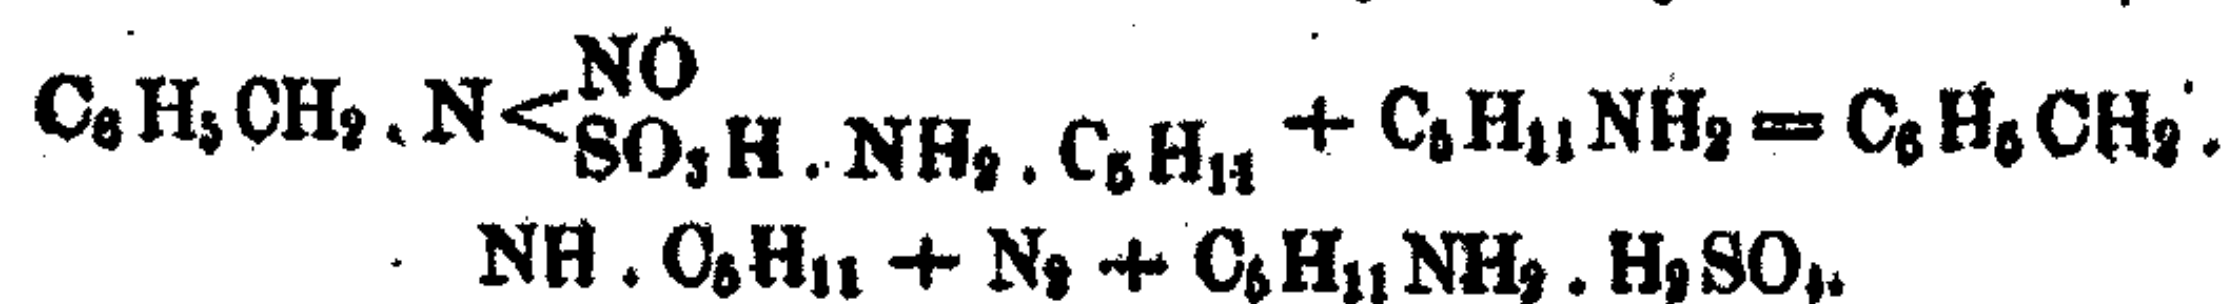 C₆H₅CH₂.N<NO
SO₃H.NH₂.C₅H₁₁ + C₅H₁₁NH₂ = C₆H₅CH₂.
NH.C₅H₁₁ + N₂ + C₅H₁₁NH₂.H₂SO₄.